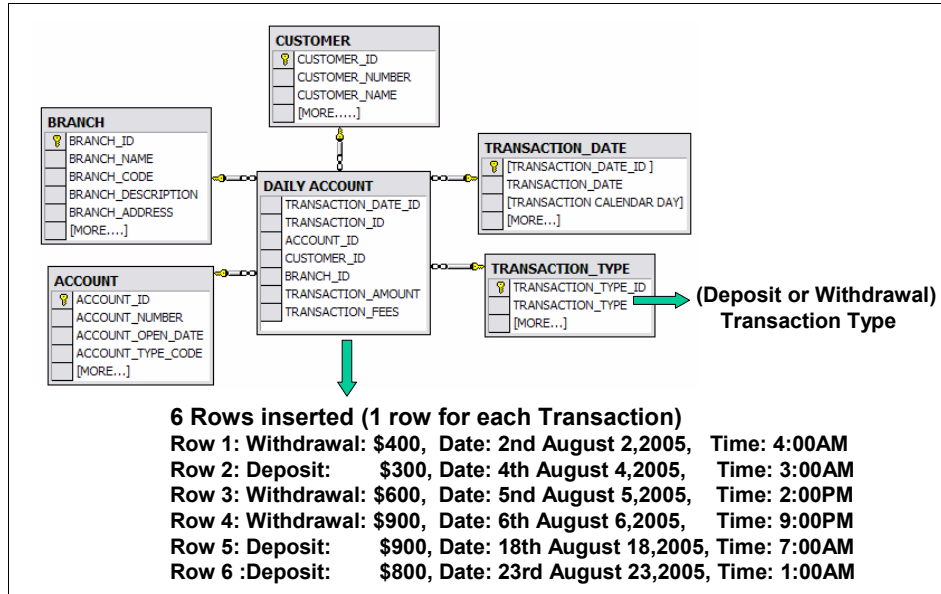 CUSTOMER
CUSTOMER_ID
CUSTOMER_NUMBER
CUSTOMER_NAME
[MORE.....]
BRANCH
BRANCH_ID
BRANCH_NAME
BRANCH_CODE
BRANCH_DESCRIPTION
BRANCH_ADDRESS
[MORE....]
TRANSACTION_DATE
[TRANSACTION_DATE_ID ]
TRANSACTION_DATE
[TRANSACTION CALENDAR DAY]
[MORE...]
DAILY ACCOUNT
TRANSACTION_DATE_ID
TRANSACTION_ID
ACCOUNT_ID
CUSTOMER_ID
BRANCH_ID
TRANSACTION_AMOUNT
TRANSACTION_FEES
ACCOUNT
ACCOUNT_ID
ACCOUNT_NUMBER
ACCOUNT_OPEN_DATE
ACCOUNT_TYPE_CODE
[MORE...]
TRANSACTION_TYPE
TRANSACTION_TYPE_ID
TRANSACTION_TYPE
[MORE...]
(Deposit or Withdrawal)
Transaction Type
6 Rows inserted (1 row for each Transaction)
Row 1: Withdrawal: $400, Date: 2nd August 2,2005, Time: 4:00AM
Row 2: Deposit: $300, Date: 4th August 4,2005, Time: 3:00AM
Row 3: Withdrawal: $600, Date: 5nd August 5,2005, Time: 2:00PM
Row 4: Withdrawal: $900, Date: 6th August 6,2005, Time: 9:00PM
Row 5: Deposit: $900, Date: 18th August 18,2005, Time: 7:00AM
Row 6 :Deposit: $800, Date: 23rd August 23,2005, Time: 1:00AM